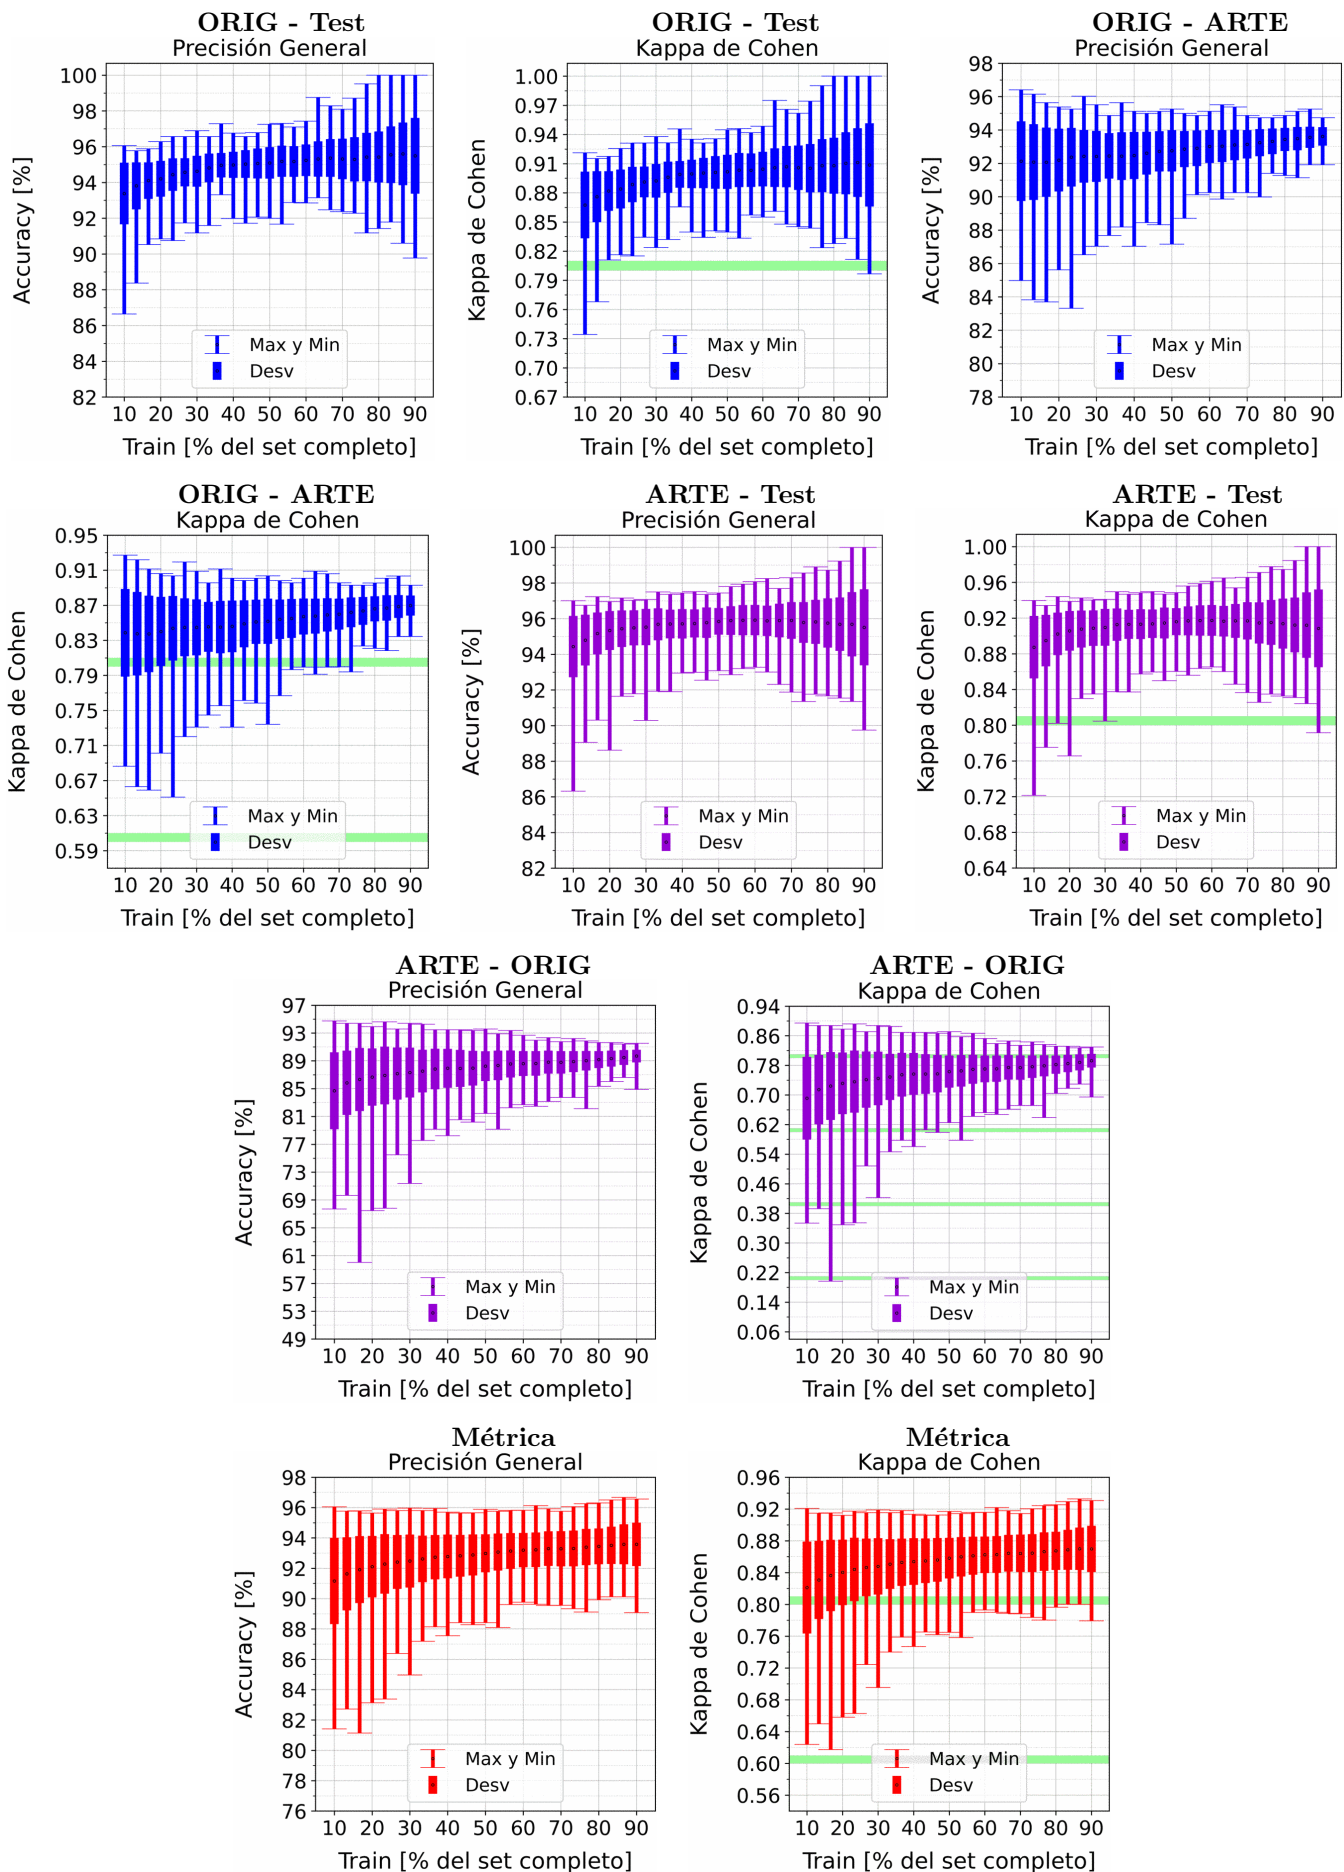 ORIG - Test
Precisión General
Accuracy [%]
100
98
96
94
92
90
88
86
84
82
Max y Min
Desv
10 20 30 40 50 60 70 80 90
Train [% del set completo]
ORIG - Test
Kappa de Cohen
Kappa de Cohen
1.00
0.97
0.94
0.91
0.88
0.85
0.82
0.79
0.76
0.73
0.70
0.67
Max y Min
Desv
10 20 30 40 50 60 70 80 90
Train [% del set completo]
ORIG - ARTE
Precisión General
Accuracy [%]
98
96
94
92
90
88
86
84
82
80
78
Max y Min
Desv
10 20 30 40 50 60 70 80 90
Train [% del set completo]
ORIG - ARTE
Kappa de Cohen
Kappa de Cohen
0.95
0.91
0.87
0.83
0.79
0.75
0.71
0.67
0.63
0.59
Max y Min
Desv
10 20 30 40 50 60 70 80 90
Train [% del set completo]
ARTE - Test
Precisión General
Accuracy [%]
100
98
96
94
92
90
88
86
84
82
Max y Min
Desv
10 20 30 40 50 60 70 80 90
Train [% del set completo]
ARTE - Test
Kappa de Cohen
Kappa de Cohen
1.00
0.96
0.92
0.88
0.84
0.80
0.76
0.72
0.68
0.64
Max y Min
Desv
10 20 30 40 50 60 70 80 90
Train [% del set completo]
ARTE - ORIG
Precisión General
Accuracy [%]
97
93
89
85
81
77
73
69
65
61
57
53
49
Max y Min
Desv
10 20 30 40 50 60 70 80 90
Train [% del set completo]
ARTE - ORIG
Kappa de Cohen
Kappa de Cohen
0.94
0.86
0.78
0.70
0.62
0.54
0.46
0.38
0.30
0.22
0.14
0.06
Max y Min
Desv
10 20 30 40 50 60 70 80 90
Train [% del set completo]
Métrica
Precisión General
Accuracy [%]
98
96
94
92
90
88
86
84
82
80
78
76
Max y Min
Desv
10 20 30 40 50 60 70 80 90
Train [% del set completo]
Métrica
Kappa de Cohen
Kappa de Cohen
0.96
0.92
0.88
0.84
0.80
0.76
0.72
0.68
0.64
0.60
0.56
Max y Min
Desv
10 20 30 40 50 60 70 80 90
Train [% del set completo]